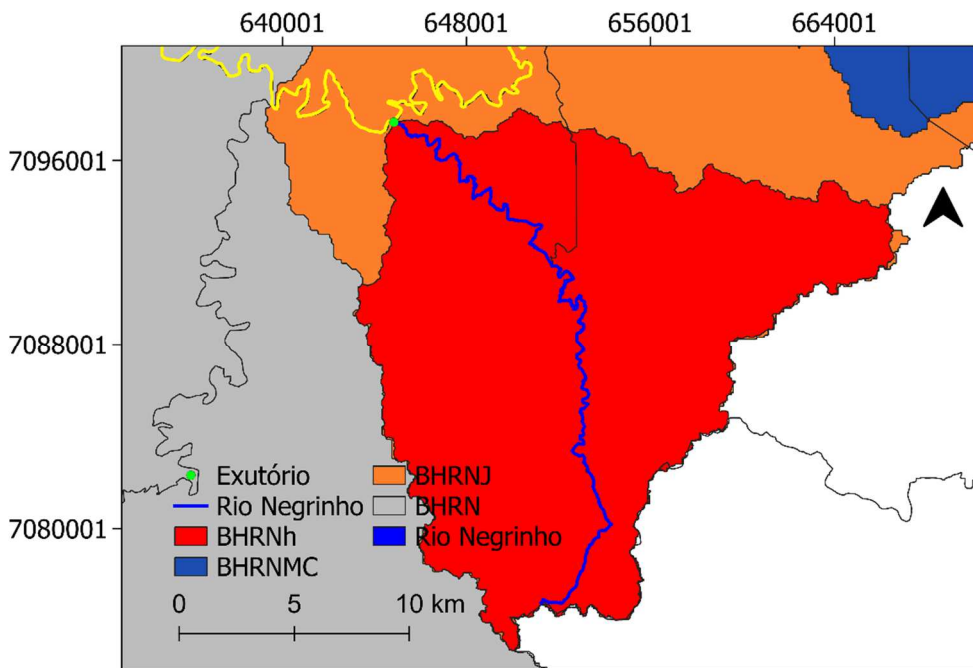 640001 648001 656001 664001
7096001
7088001
7080001
Exutório
Rio Negrinho
BHRNh
BHRNMC
BHRNJ
BHRN
Rio Negrinho
0 5 10 km